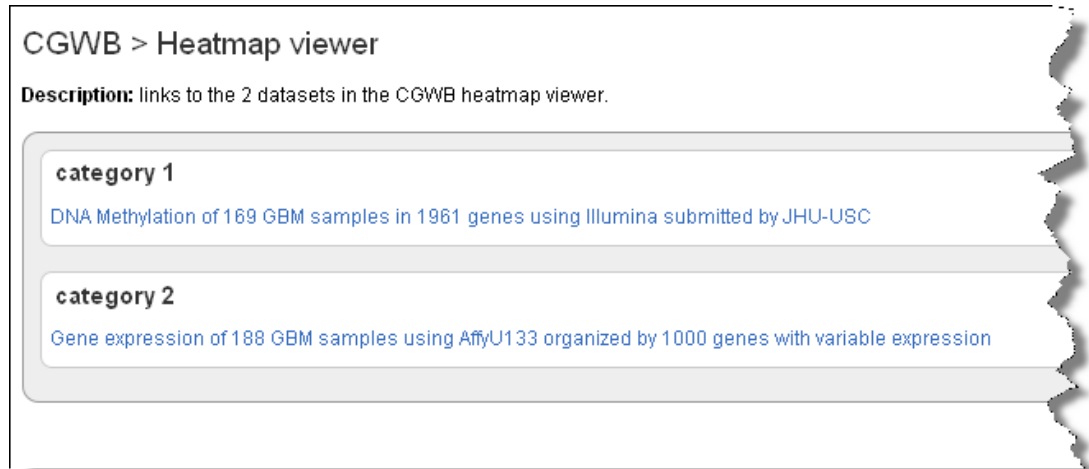 CGWB > Heatmap viewer
Description: links to the 2 datasets in the CGWB heatmap viewer.
category 1
DNA Methylation of 169 GBM samples in 1961 genes using Illumina submitted by JHU-USC
category 2
Gene expression of 188 GBM samples using AffyU133 organized by 1000 genes with variable expression